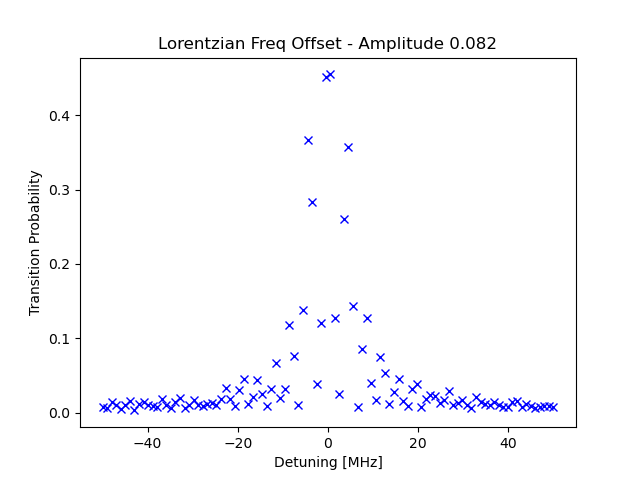 Lorentzian Freq Offset - Amplitude 0.082
Transition Probability
0.4
0.3
0.2
0.1
0.0
−40 −20 0 20 40
Detuning [MHz]